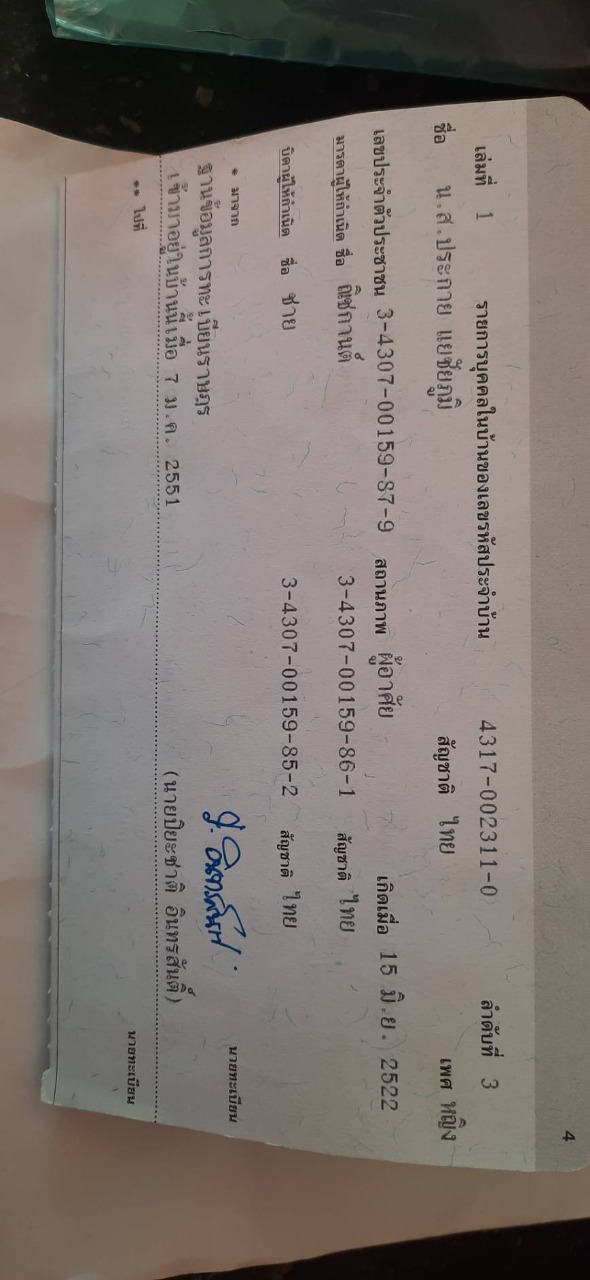 4
เล่มที่ 1 รายการบุคคลในบ้านของเลขรหัสประจำบ้าน 4317-002311-0 ลำดับที่ 3
ชื่อ น.ส.ประกาย แยชัยภูมิ สัญชาติ ไทย เพศ หญิง
เลขประจำตัวประชาชน 3-4307-00159-87-9 สถานภาพ ผู้อาศัย เกิดเมื่อ 15 มิ.ย. 2522
มารดาผู้ให้กำเนิด ชื่อ ณิชกานต์ 3-4307-00159-86-1 สัญชาติ ไทย
บิดาผู้ให้กำเนิด ชื่อ ชาย 3-4307-00159-85-2 สัญชาติ ไทย
* มาจาก
ฐานข้อมูลการทะเบียนราษฎร นายทะเบียน
เข้ามาอยู่ในบ้านนี้เมื่อ 7 ม.ค. 2551 (นายปิยะชาติ อินทรสันติ์)
** ไปที่ นายทะเบียน